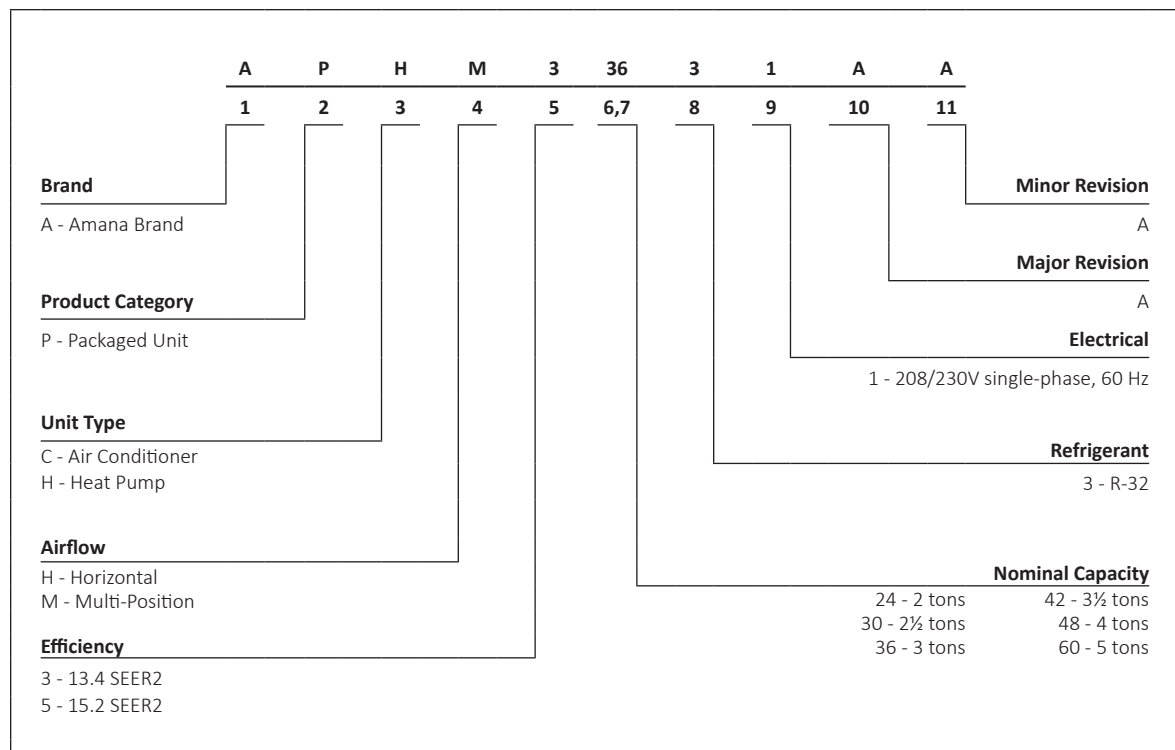 A P H M 3 36 3 1 A A
1 2 3 4 5 6,7 8 9 10 11
Brand
A - Amana Brand
Product Category
P - Packaged Unit
Unit Type
C - Air Conditioner
H - Heat Pump
Airflow
H - Horizontal
M - Multi-Position
Efficiency
3 - 13.4 SEER2
5 - 15.2 SEER2
Minor Revision
A
Major Revision
A
Electrical
1 - 208/230V single-phase, 60 Hz
Refrigerant
3 - R-32
Nominal Capacity
24 - 2 tons 42 - 3½ tons
30 - 2½ tons 48 - 4 tons
36 - 3 tons 60 - 5 tons